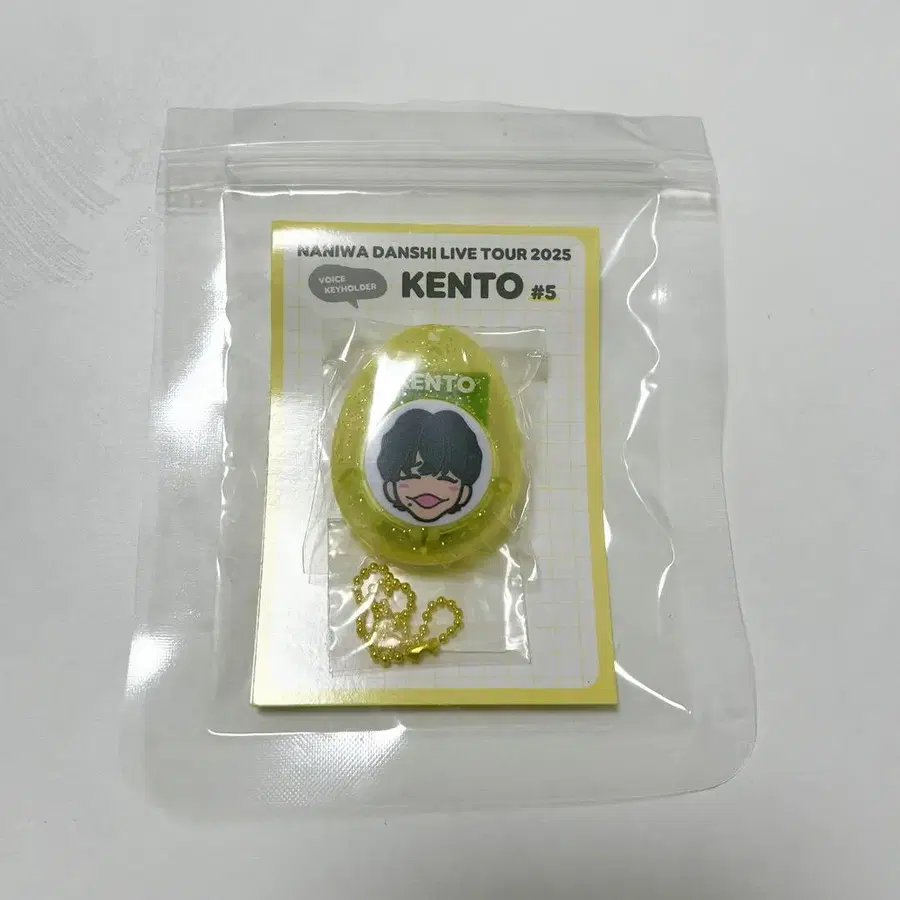 NANIWA DANSHI LIVE TOUR 2025
VOICE
KEYHOLDER
KENTO #5
KENTO